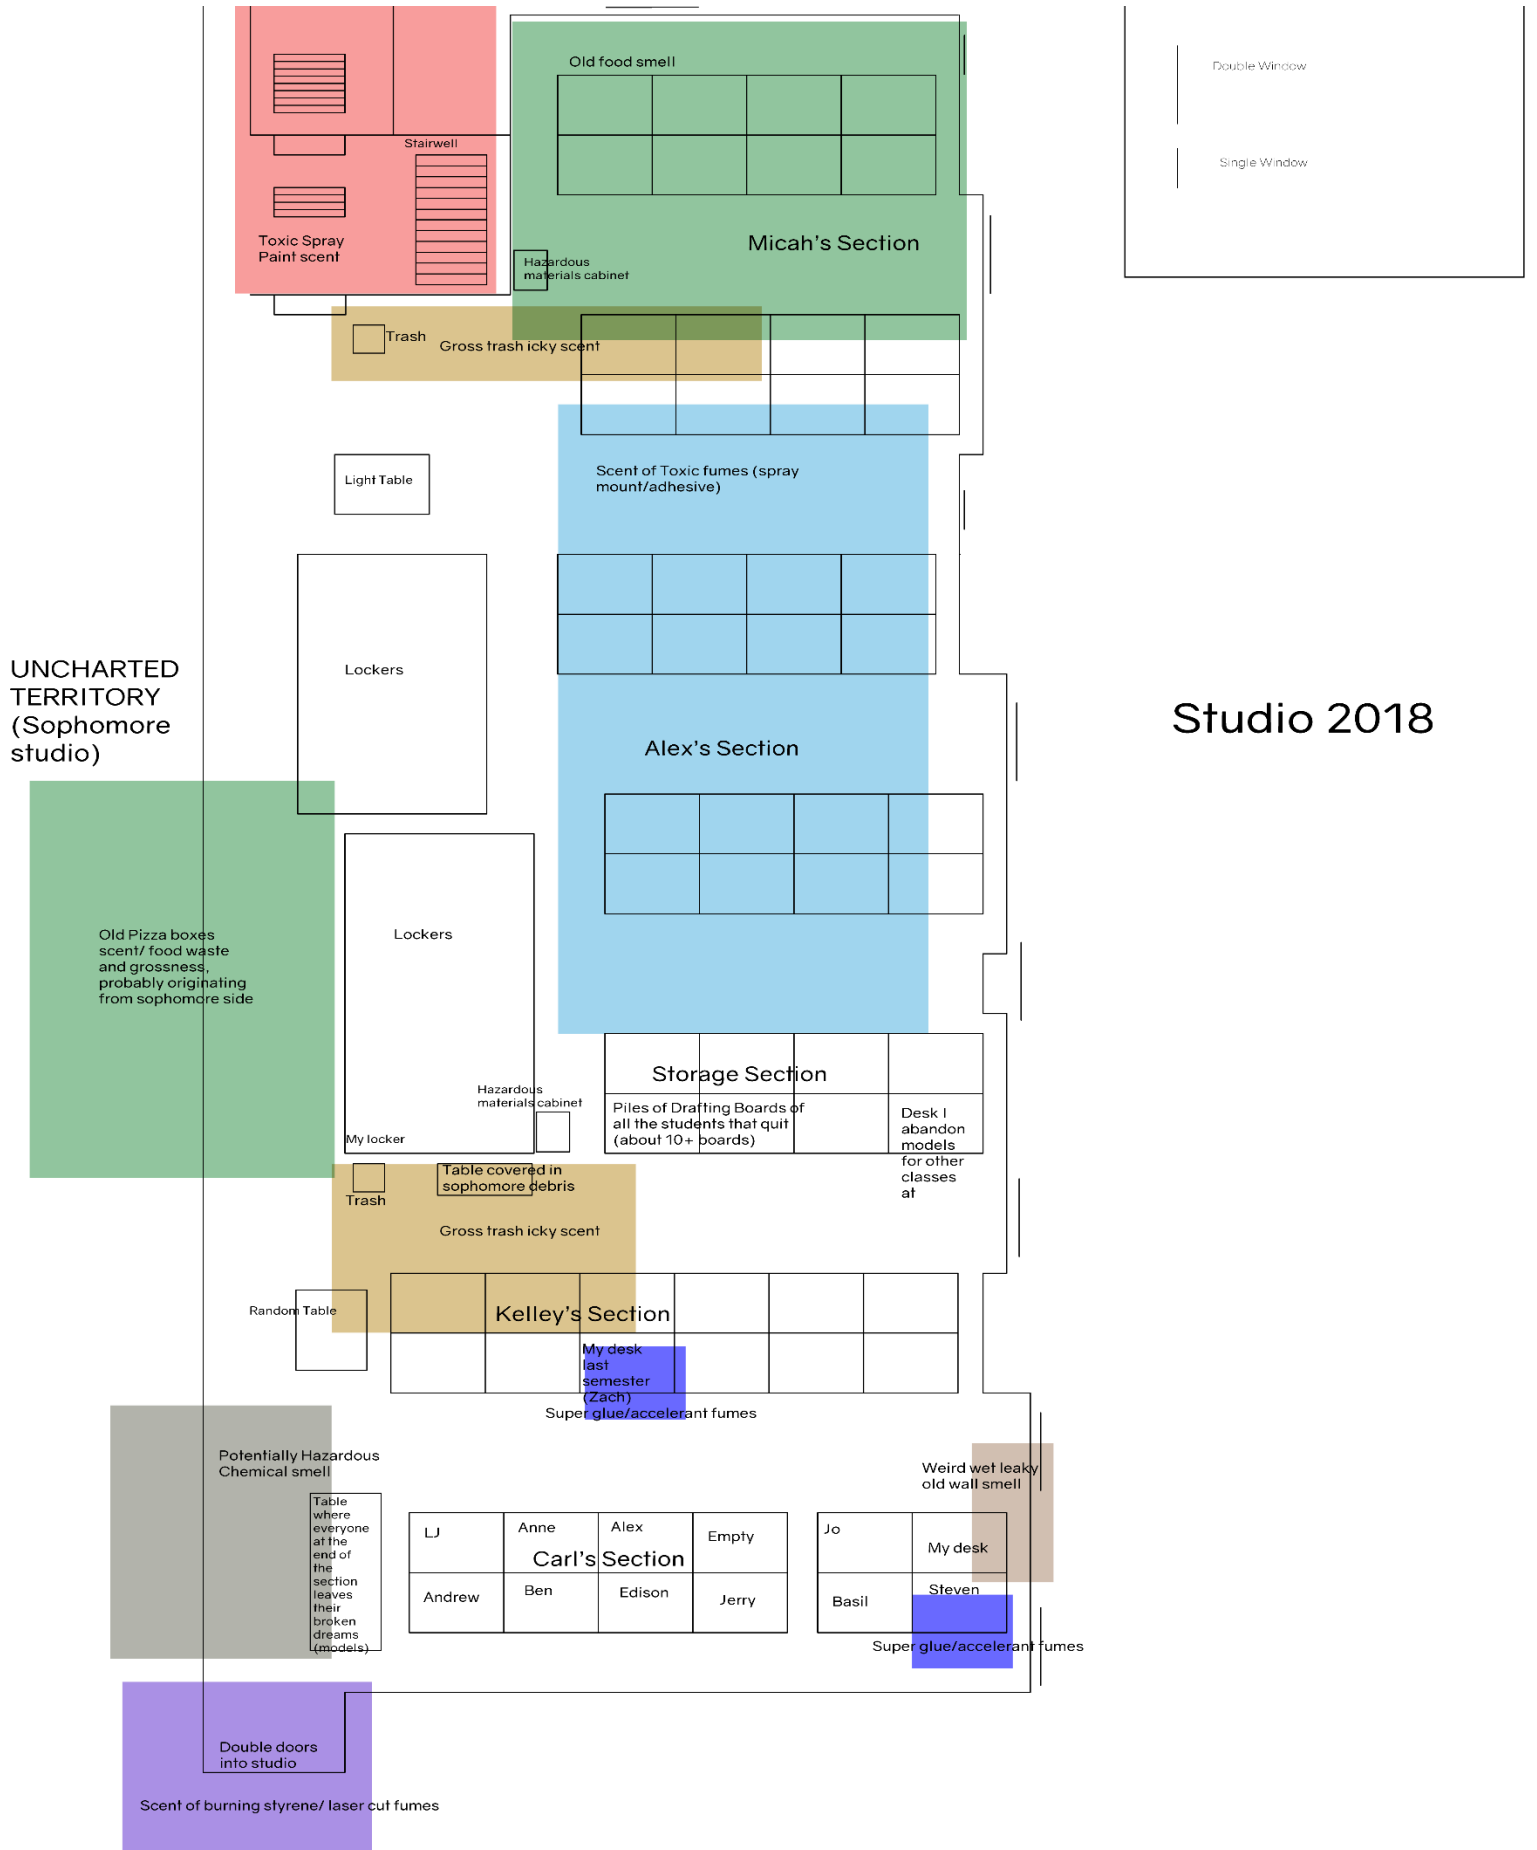 Old food smell
Double Window
Stairwell
Single Window
Toxic Spray
Paint scent
Micah's Section
Hazardous
materials cabinet
Trash
Gross trash icky scent
Light Table
Scent of Toxic fumes (spray
mount/adhesive)
Lockers
UNCHARTED
TERRITORY
(Sophomore
studio)
Studio 2018
Alex's Section
Lockers
Old Pizza boxes
scent/ food waste
and grossness,
probably originating
from sophomore side
Storage Section
Hazardous
materials cabinet
Piles of Drafting Boards of
all the students that quit
(about 10+ boards)
Desk I
abandon
models
for other
classes
at
My locker
Table covered in
sophomore debris
Trash
Gross trash icky scent
Random Table
Kelley's Section
My desk
last
semester
(Zach)
Super glue/accelerant fumes
Potentially Hazardous
Chemical smell
Weird wet leaky
old wall smell
Table
where
everyone
at the
end of
the
section
leaves
their
broken
dreams
(models)
LJ
Anne
Alex
Empty
Jo
My desk
Carl's Section
Andrew
Ben
Edison
Jerry
Basil
Steven
Super glue/accelerant fumes
Double doors
into studio
Scent of burning styrene/ laser cut fumes